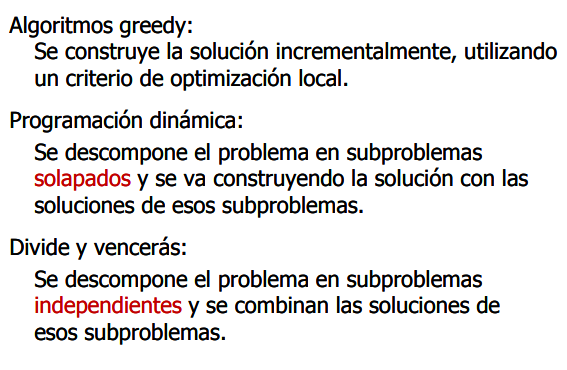 Algoritmos greedy:
Se construye la solución incrementalmente, utilizando
un criterio de optimización local.
Programación dinámica:
Se descompone el problema en subproblemas
solapados y se va construyendo la solución con las
soluciones de esos subproblemas.
Divide y vencerás:
Se descompone el problema en subproblemas
independientes y se combinan las soluciones de
esos subproblemas.